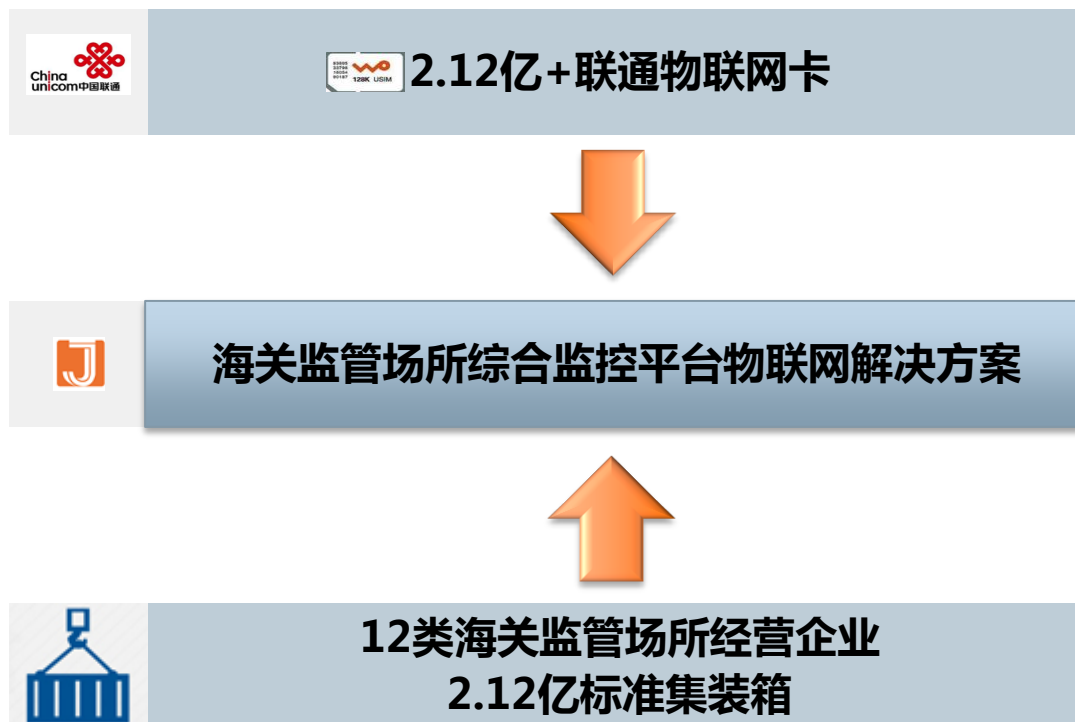 China
unicom中国联通
128K USIM
2.12亿+联通物联网卡
海关监管场所综合监控平台物联网解决方案
12类海关监管场所经营企业
2.12亿标准集装箱